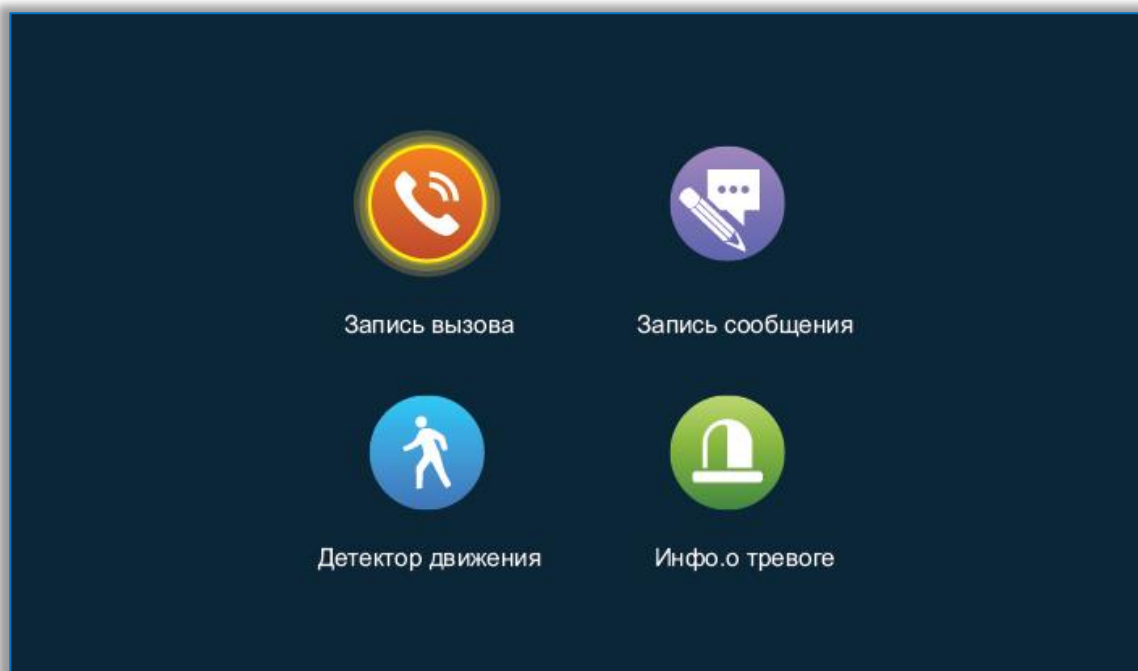 Запись вызова
Запись сообщения
Детектор движения
Инфо.о тревоге